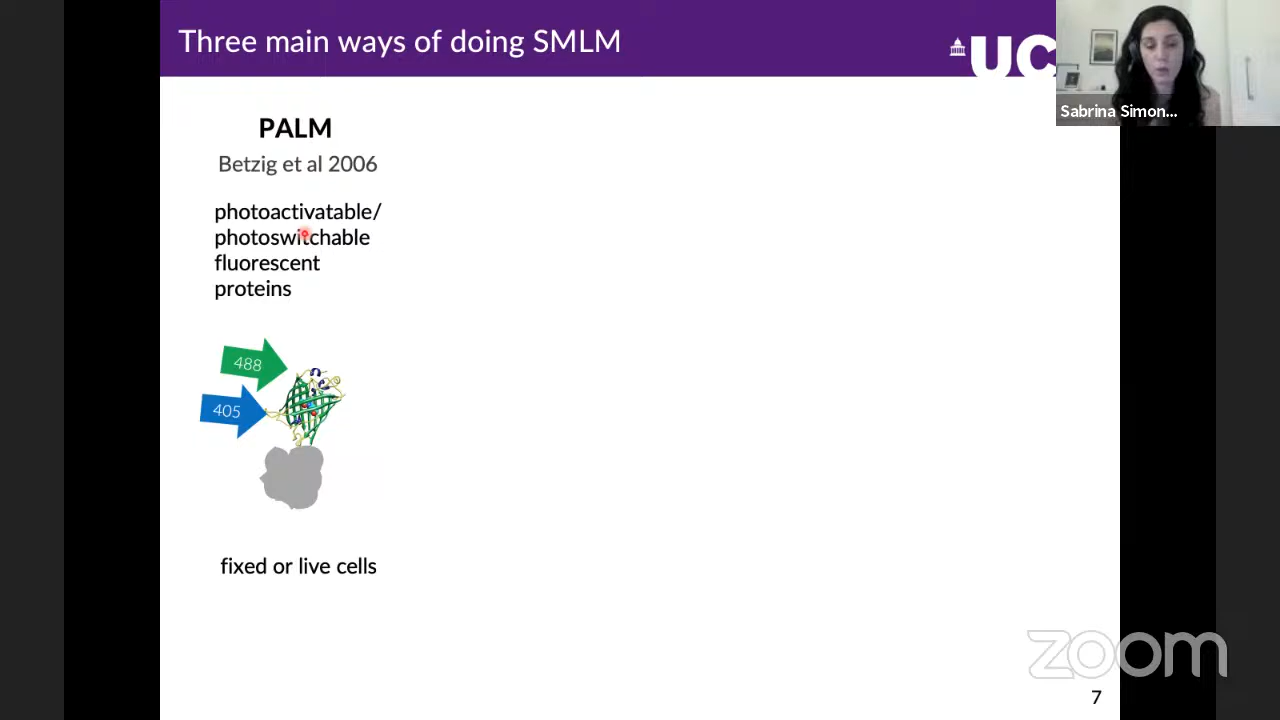 Three main ways of doing SMLM
UC
Sabrina Simon...
PALM
Betzig et al 2006
photoactivatable/
photoswitchable
fluorescent
proteins
488
405
fixed or live cells
zoom
7